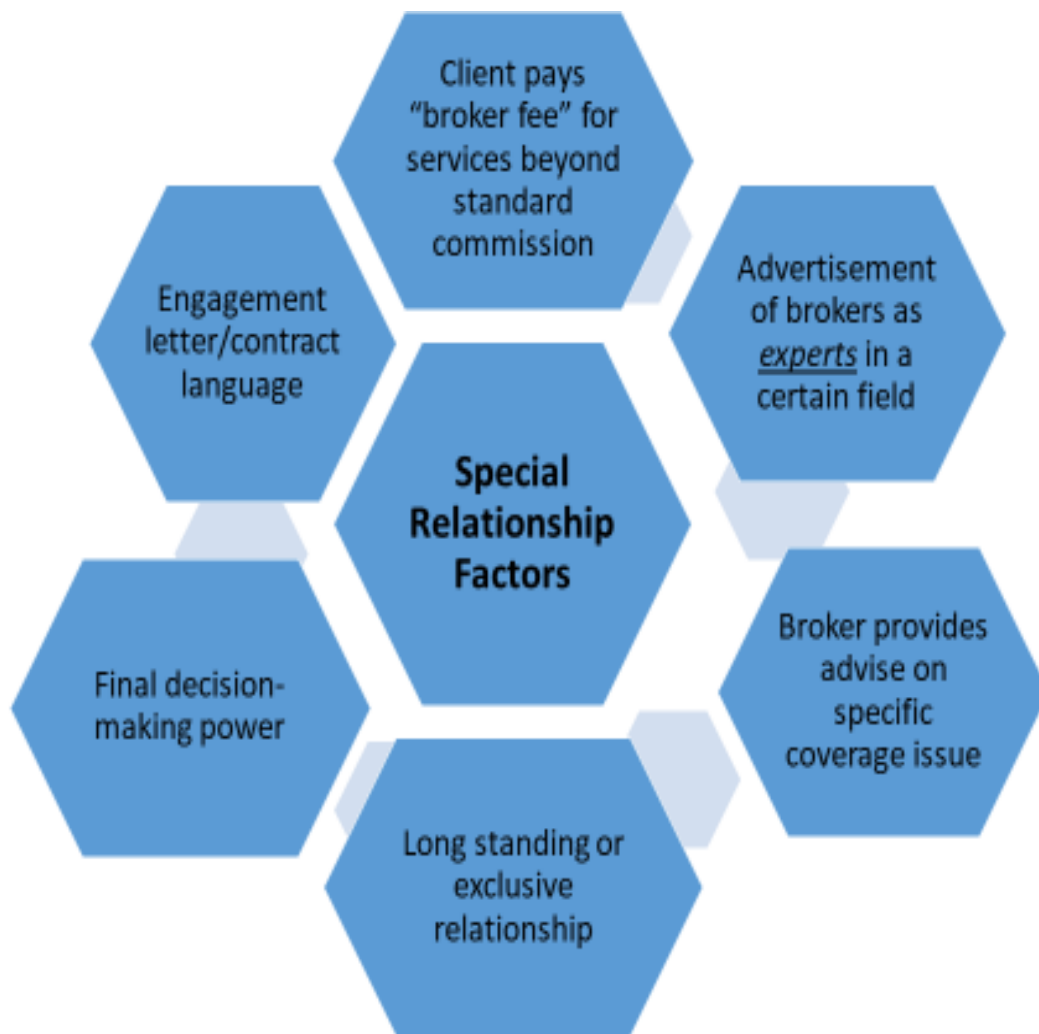 Client pays
“broker fee” for
services beyond
standard
commission
Advertisement
of brokers as
experts in a
certain field
Broker provides
advise on
specific
coverage issue
Long standing or
exclusive
relationship
Final decision-
making power
Engagement
letter/contract
language
Special
Relationship
Factors